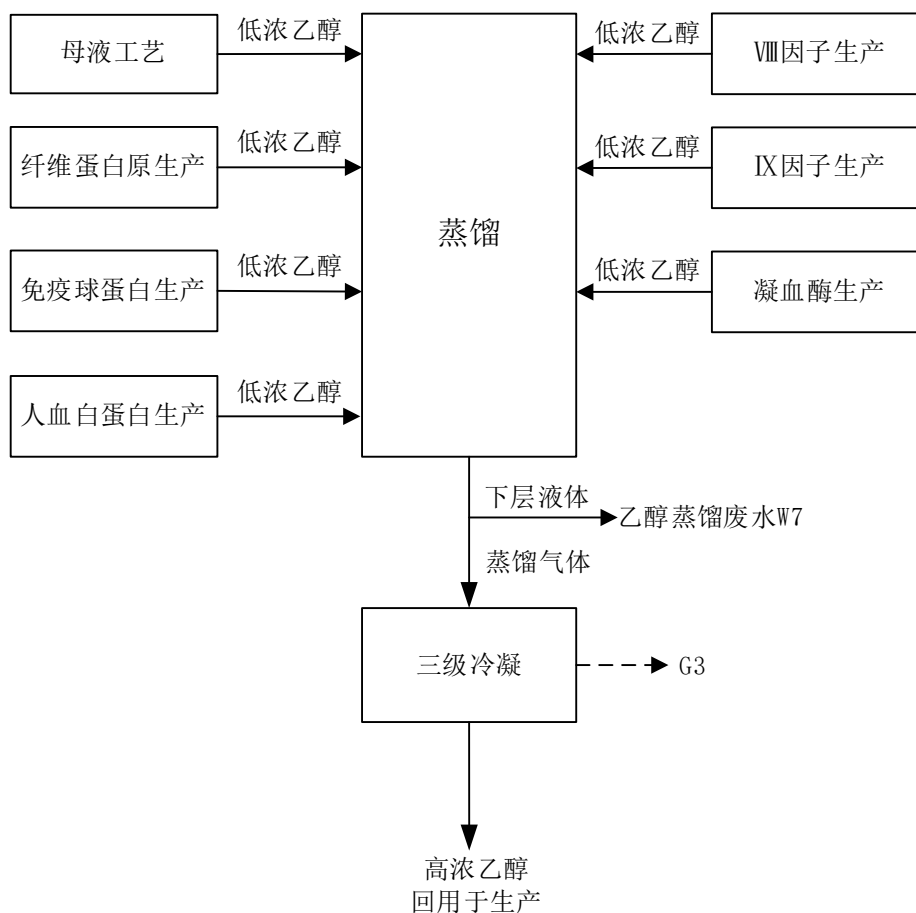 母液工艺
低浓乙醇
低浓乙醇
Ⅷ因子生产
纤维蛋白原生产
低浓乙醇
低浓乙醇
Ⅸ因子生产
蒸馏
免疫球蛋白生产
低浓乙醇
低浓乙醇
凝血酶生产
人血白蛋白生产
低浓乙醇
下层液体
乙醇蒸馏废水W7
蒸馏气体
三级冷凝
G3
高浓乙醇
回用于生产